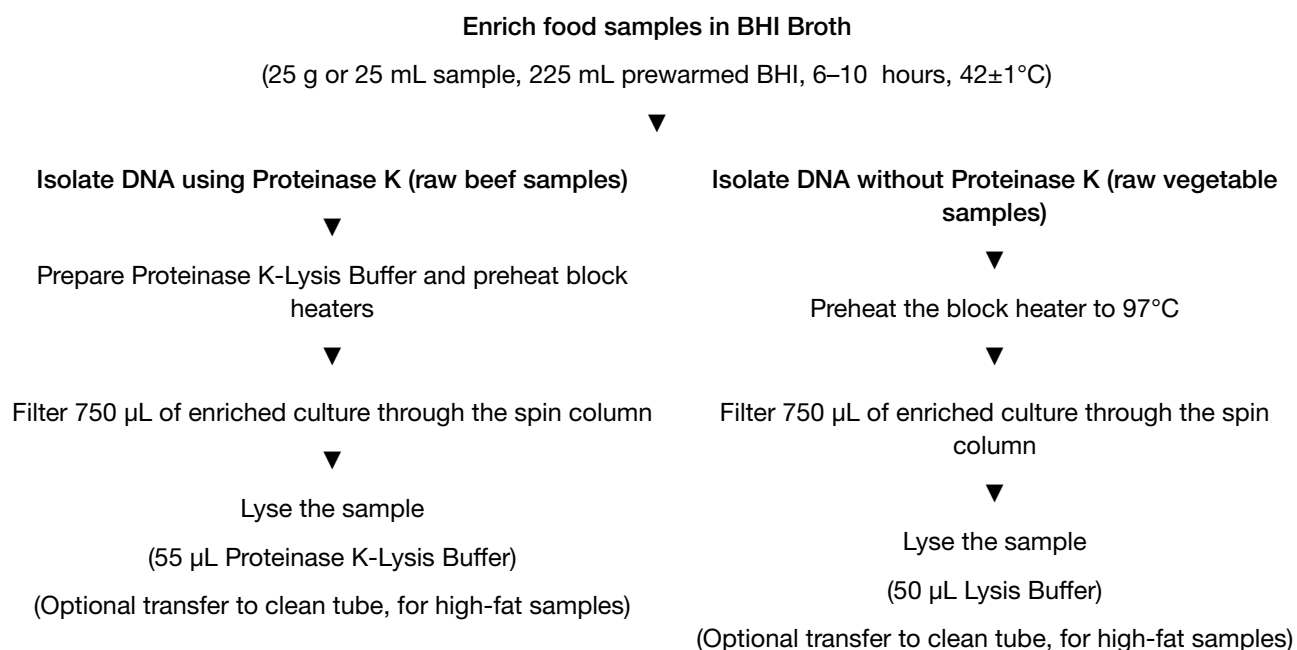 Enrich food samples in BHI Broth
(25 g or 25 mL sample, 225 mL prewarmed BHI, 6–10 hours, 42±1°C)
▼
Isolate DNA using Proteinase K (raw beef samples)
▼
Prepare Proteinase K-Lysis Buffer and preheat block
heaters
▼
Filter 750 µL of enriched culture through the spin column
▼
Lyse the sample
(55 µL Proteinase K-Lysis Buffer)
(Optional transfer to clean tube, for high-fat samples)
Isolate DNA without Proteinase K (raw vegetable
samples)
▼
Preheat the block heater to 97°C
▼
Filter 750 µL of enriched culture through the spin
column
▼
Lyse the sample
(50 µL Lysis Buffer)
(Optional transfer to clean tube, for high-fat samples)